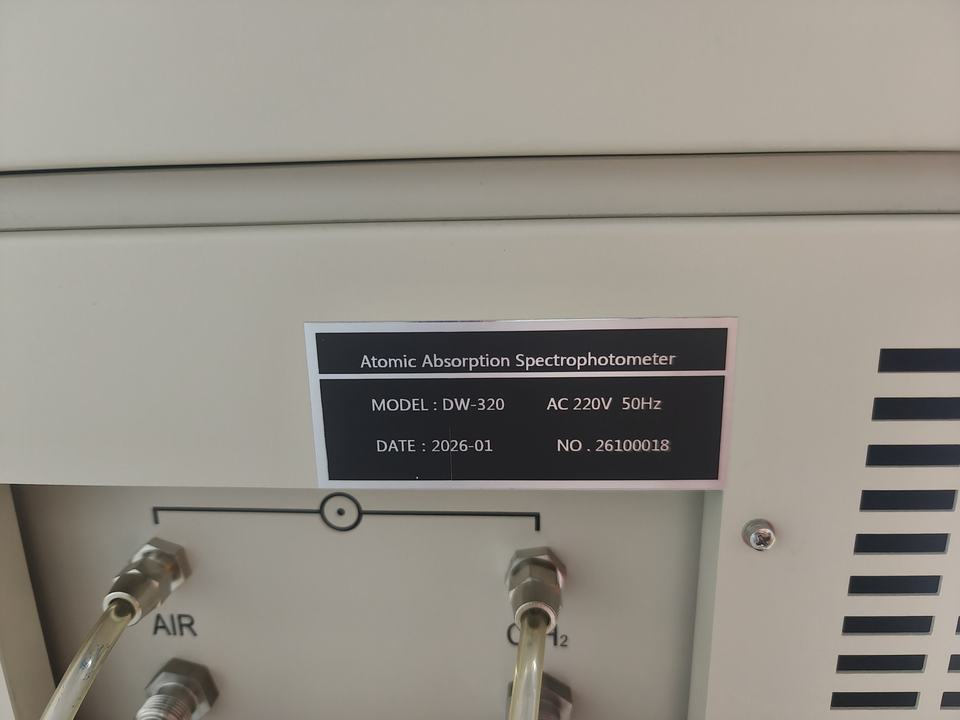 Atomic Absorption Spectrophotometer
MODEL : DW-320 AC 220V 50Hz
DATE : 2026-01 NO . 26100018
AIR